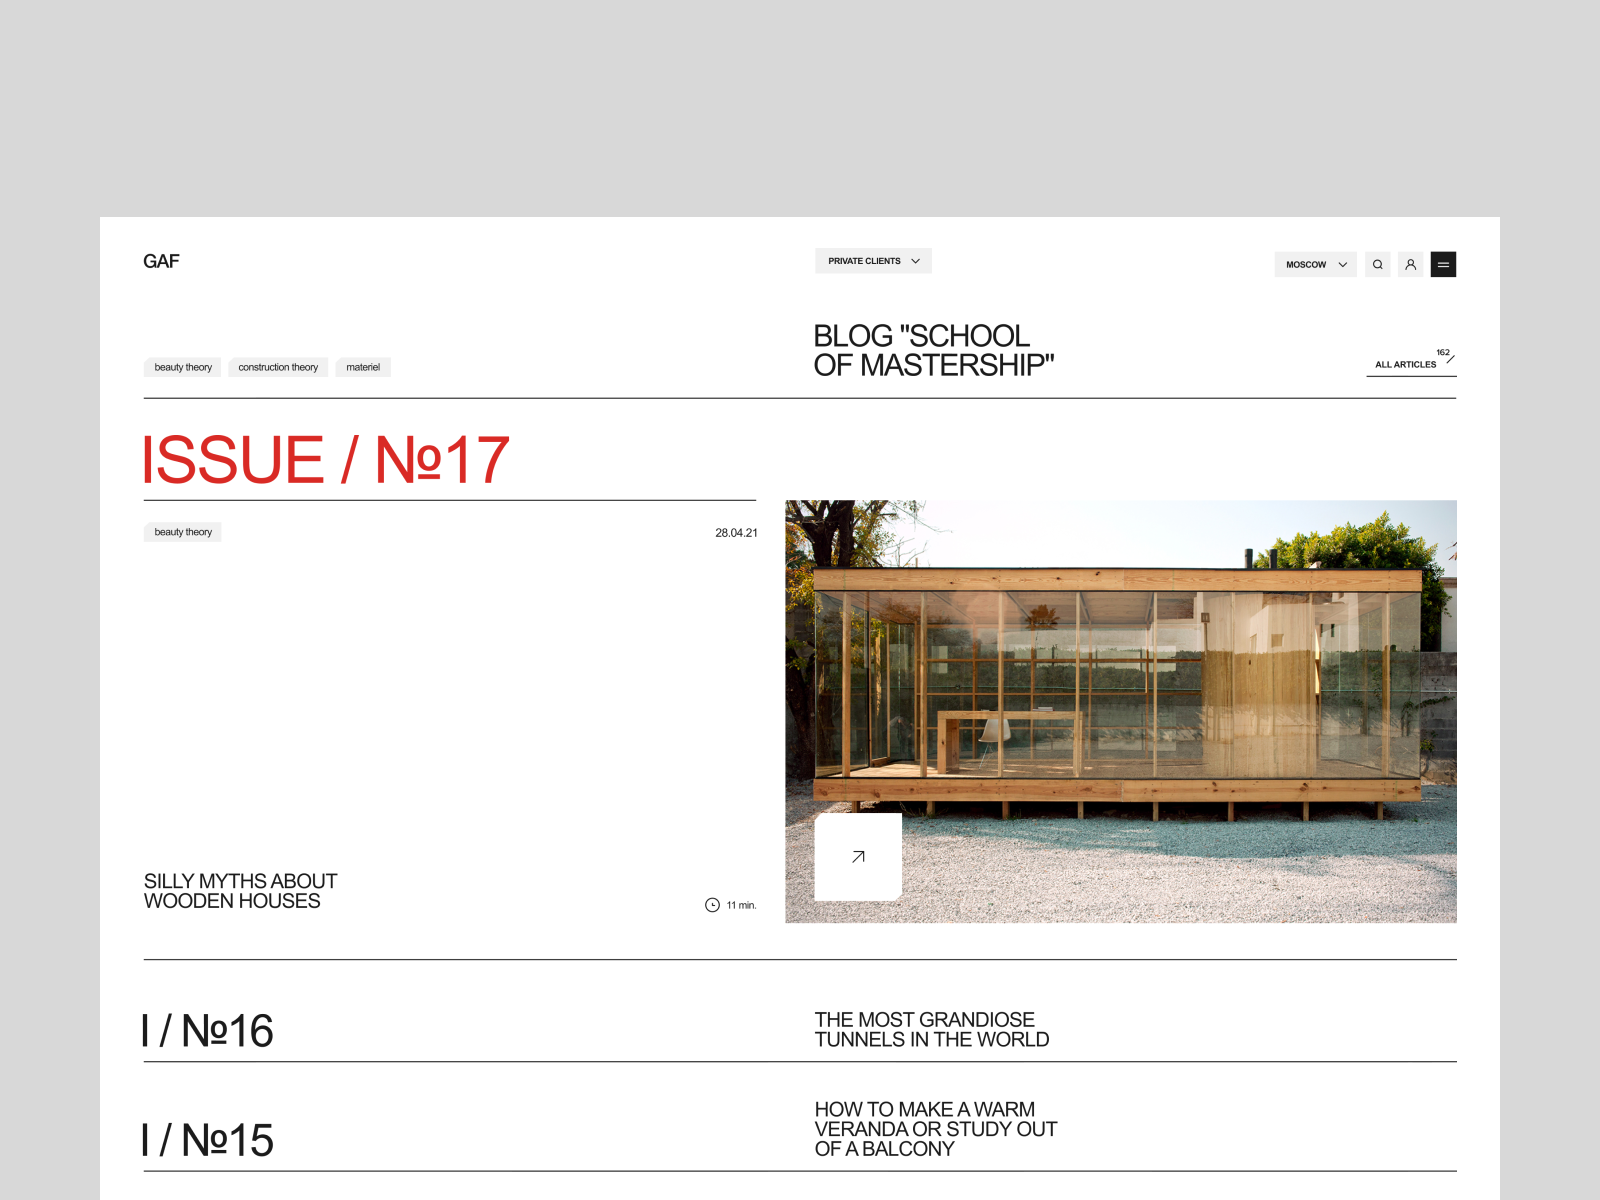 GAF
PRIVATE CLIENTS
MOSCOW
beauty theory
construction theory
materiel
BLOG "SCHOOL
OF MASTERSHIP"
ALL ARTICLES 162
ISSUE / №17
beauty theory
28.04.21
SILLY MYTHS ABOUT
WOODEN HOUSES
11 min.
I / №16
THE MOST GRANDIOSE
TUNNELS IN THE WORLD
I / №15
HOW TO MAKE A WARM
VERANDA OR STUDY OUT
OF A BALCONY